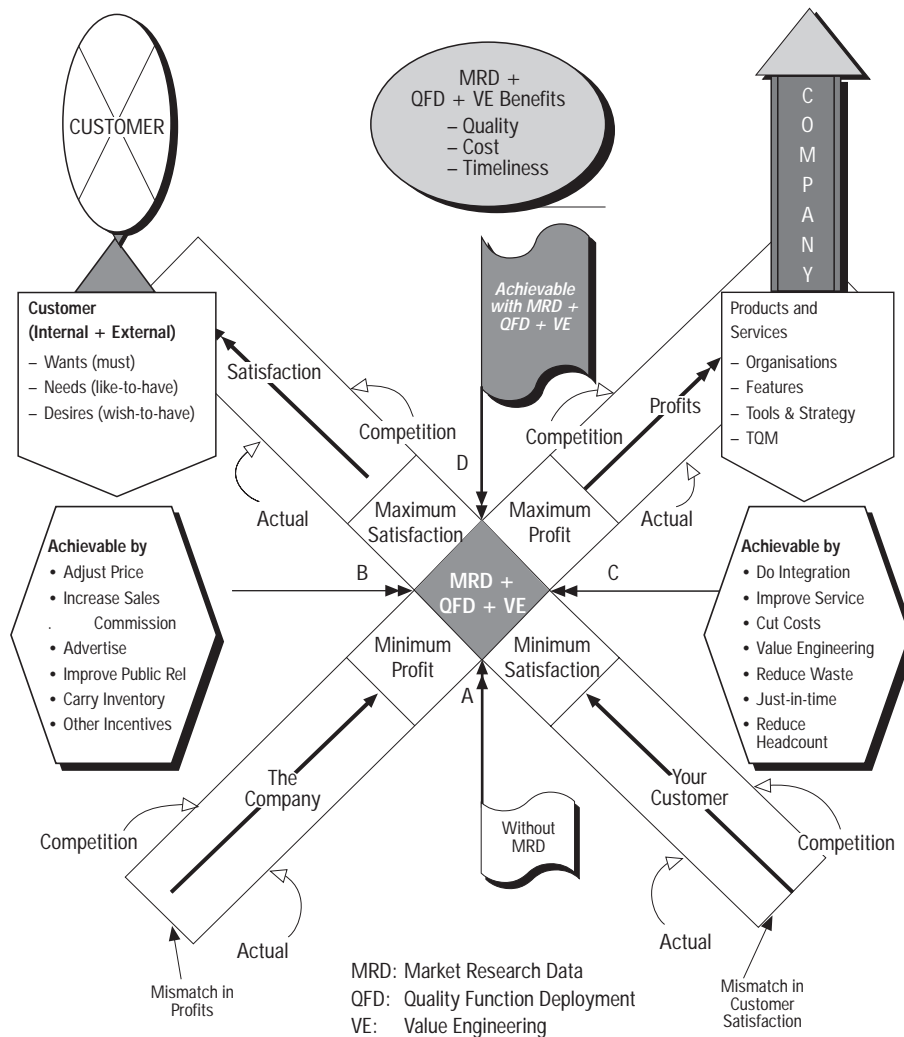 CUSTOMER
MRD +
QFD + VE Benefits
– Quality
– Cost
– Timeliness
C
O
M
P
A
N
Y
Customer
(Internal + External)
– Wants (must)
– Needs (like-to-have)
– Desires (wish-to-have)
Achievable
with MRD +
QFD + VE
Products and
Services
– Organisations
– Features
– Tools & Strategy
– TQM
Satisfaction
Profits
Competition
Competition
D
Actual
Actual
Maximum
Satisfaction
Maximum
Profit
Achievable by
• Adjust Price
• Increase Sales
. Commission
• Advertise
• Improve Public Rel
• Carry Inventory
• Other Incentives
B
MRD +
QFD + VE
C
Achievable by
• Do Integration
• Improve Service
• Cut Costs
• Value Engineering
• Reduce Waste
• Just-in-time
• Reduce
Headcount
Minimum
Profit
Minimum
Satisfaction
A
The
Company
Your
Customer
Without
MRD
Competition
Competition
Actual
Actual
Mismatch in
Profits
Mismatch in
Customer
Satisfaction
MRD: Market Research Data
QFD: Quality Function Deployment
VE: Value Engineering